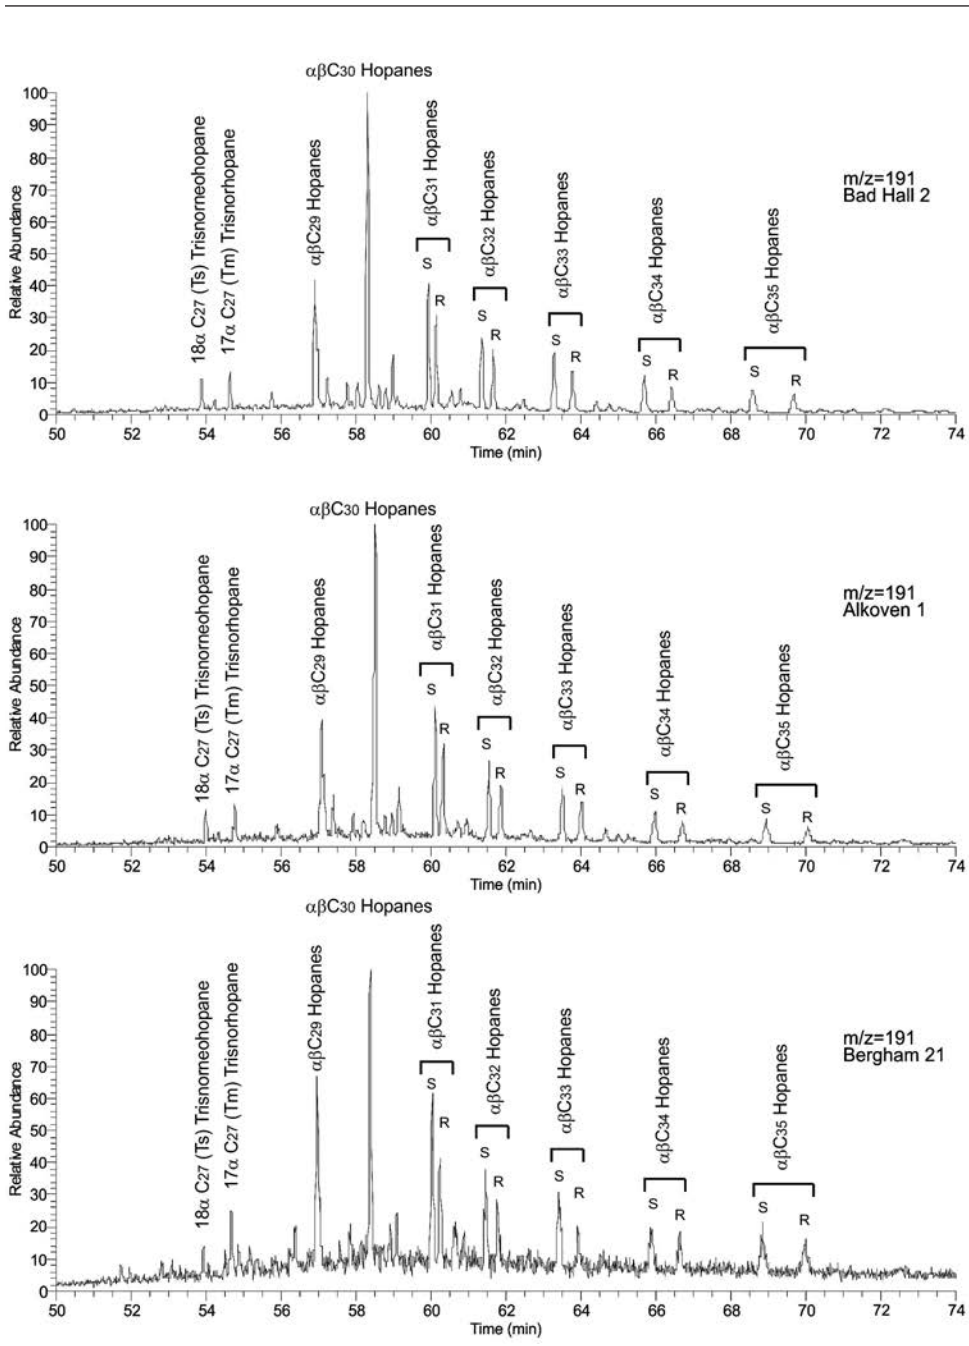 αβC30 Hopanes
18α C27 (Ts) Trisnorneohopane
17α C27 (Tm) Trisnorhopane
αβC29 Hopanes
αβC31 Hopanes
αβC32 Hopanes
αβC33 Hopanes
αβC34 Hopanes
αβC35 Hopanes
m/z=191
Bad Hall 2
S R S R S R S R S R
Relative Abundance
100
90
80
70
60
50
40
30
20
10
0
50 52 54 56 58 60 62 64 66 68 70 72 74
Time (min)
αβC30 Hopanes
18α C27 (Ts) Trisnorneohopane
17α C27 (Tm) Trisnorhopane
αβC29 Hopanes
αβC31 Hopanes
αβC32 Hopanes
αβC33 Hopanes
αβC34 Hopanes
αβC35 Hopanes
m/z=191
Alkoven 1
S R S R S R S R S R
Relative Abundance
100
90
80
70
60
50
40
30
20
10
0
50 52 54 56 58 60 62 64 66 68 70 72 74
Time (min)
αβC30 Hopanes
18α C27 (Ts) Trisnorneohopane
17α C27 (Tm) Trisnorhopane
αβC29 Hopanes
αβC31 Hopanes
αβC32 Hopanes
αβC33 Hopanes
αβC34 Hopanes
αβC35 Hopanes
m/z=191
Bergham 21
S R S R S R S R S R
Relative Abundance
100
90
80
70
60
50
40
30
20
10
0
50 52 54 56 58 60 62 64 66 68 70 72 74
Time (min)